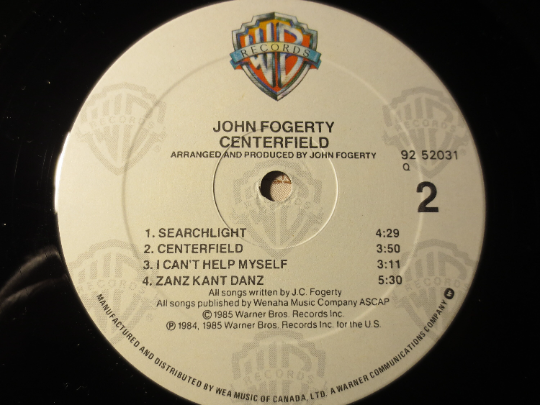 WB
RECORDS
JOHN FOGERTY
CENTERFIELD
ARRANGED AND PRODUCED BY JOHN FOGERTY
92 52031
Q
2
1. SEARCHLIGHT 4:29
2. CENTERFIELD 3:50
3. I CAN'T HELP MYSELF 3:11
4. ZANZ KANT DANZ 5:30
All songs written by J.C. Fogerty
All songs published by Wenaha Music Company ASCAP
© 1985 Warner Bros. Records Inc.
℗ 1984, 1985 Warner Bros. Records Inc. for the U.S.
MANUFACTURED AND DISTRIBUTED BY WEA MUSIC OF CANADA, LTD. A WARNER COMMUNICATIONS COMPANY